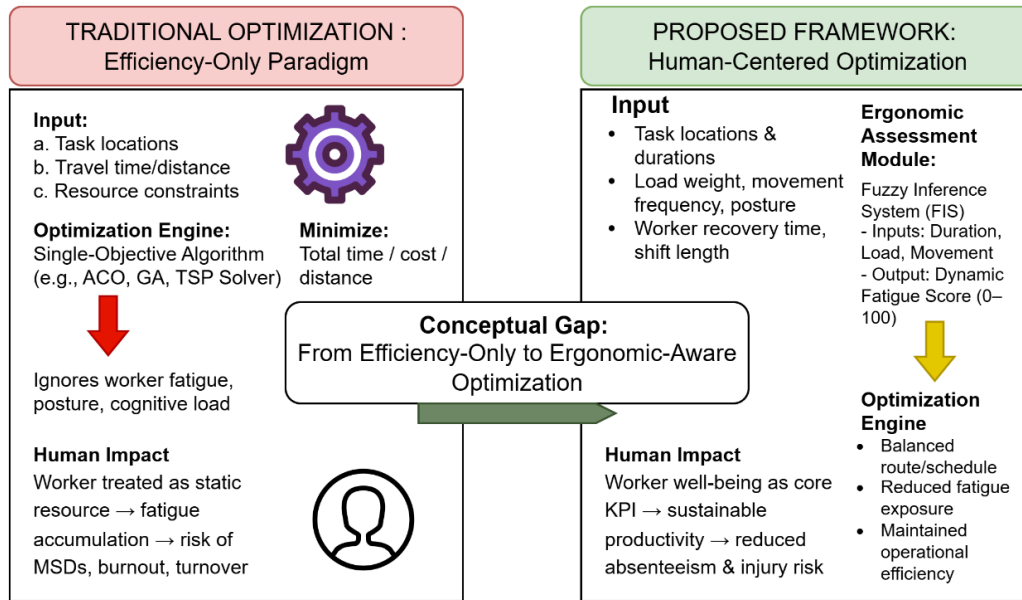 TRADITIONAL OPTIMIZATION :
Efficiency-Only Paradigm
Input:
a. Task locations
b. Travel time/distance
c. Resource constraints
Optimization Engine:
Single-Objective Algorithm
(e.g., ACO, GA, TSP Solver)
Minimize:
Total time / cost /
distance
Ignores worker fatigue,
posture, cognitive load
Human Impact
Worker treated as static
resource → fatigue
accumulation → risk of
MSDs, burnout, turnover
Conceptual Gap:
From Efficiency-Only to Ergonomic-Aware
Optimization
PROPOSED FRAMEWORK:
Human-Centered Optimization
Input
• Task locations &
durations
• Load weight, movement
frequency, posture
• Worker recovery time,
shift length
Ergonomic
Assessment
Module:
Fuzzy Inference
System (FIS)
- Inputs: Duration,
Load, Movement
- Output: Dynamic
Fatigue Score (0–
100)
Optimization
Engine
• Balanced
route/schedule
• Reduced fatigue
exposure
• Maintained
operational
efficiency
Human Impact
Worker well-being as core
KPI → sustainable
productivity → reduced
absenteeism & injury risk